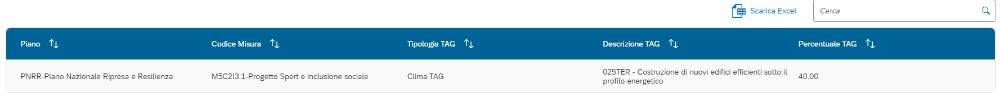 Scarica Excel
Cerca
Piano
Codice Misura
Tipologia TAG
Descrizione TAG
Percentuale TAG
PNRR-Piano Nazionale Ripresa e Resilienza
M5C2I3.1-Progetto Sport e inclusione sociale
Clima TAG
025TER - Costruzione di nuovi edifici efficienti sotto il
profilo energetico
40.00